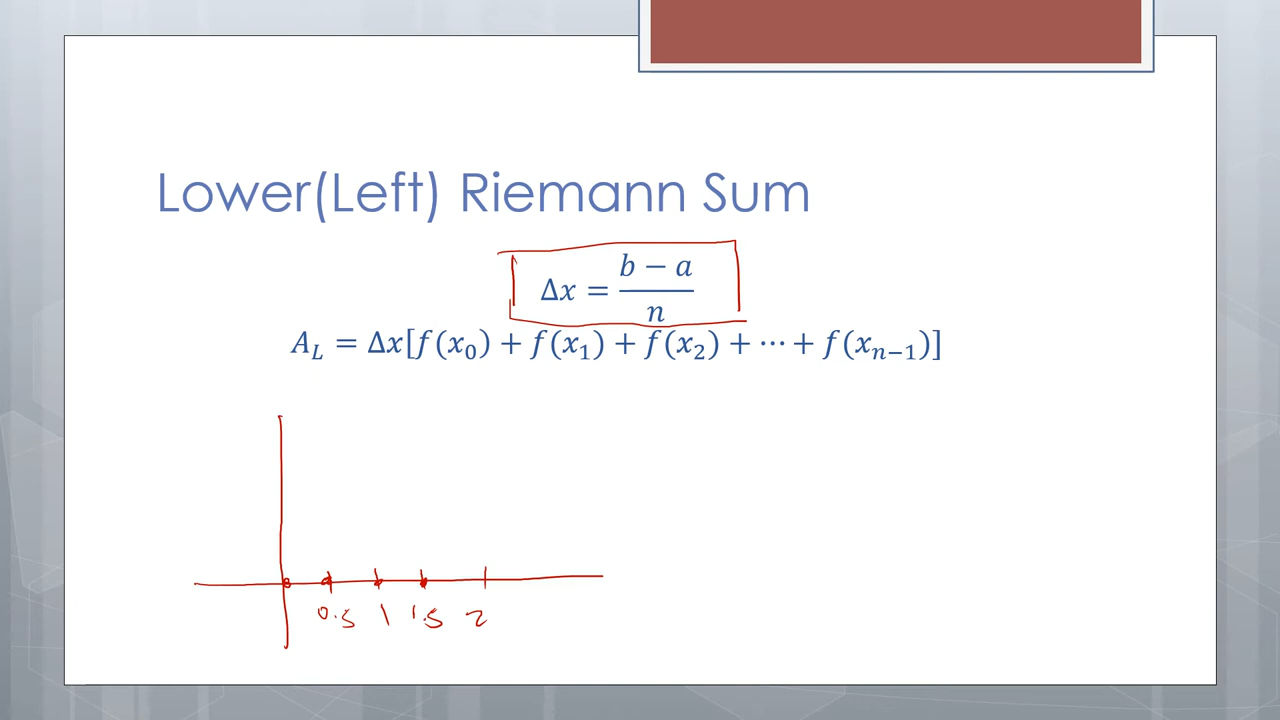 Lower(Left) Riemann Sum
Δx = (b − a)/n
A_L = Δx[f(x_0) + f(x_1) + f(x_2) + ⋯ + f(x_{n−1})]
0.5 1 1.5 2